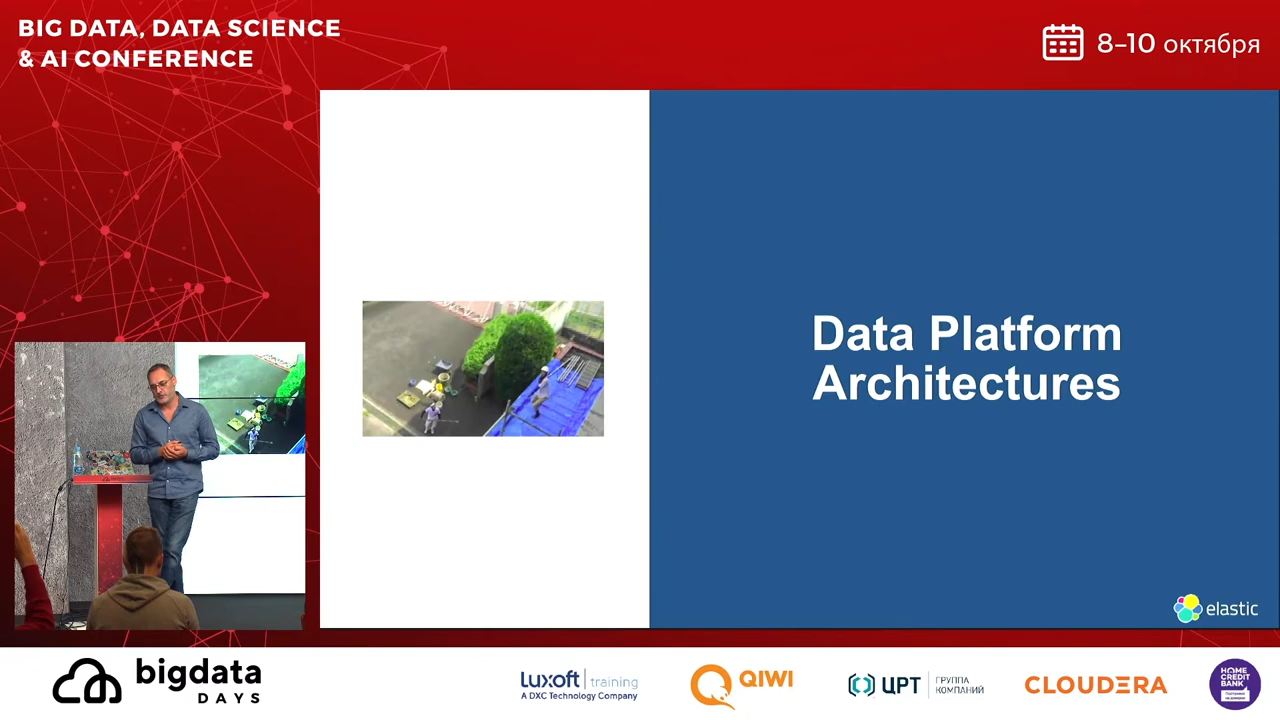 BIG DATA, DATA SCIENCE
& AI CONFERENCE
8–10 октября
Data Platform
Architectures
elastic
bigdata
DAYS
Luxoft training
A DXC Technology Company
QIWI
ЦРТ ГРУППА
КОМПАНИЙ
CLOUDERA
HOME
CREDIT
BANK